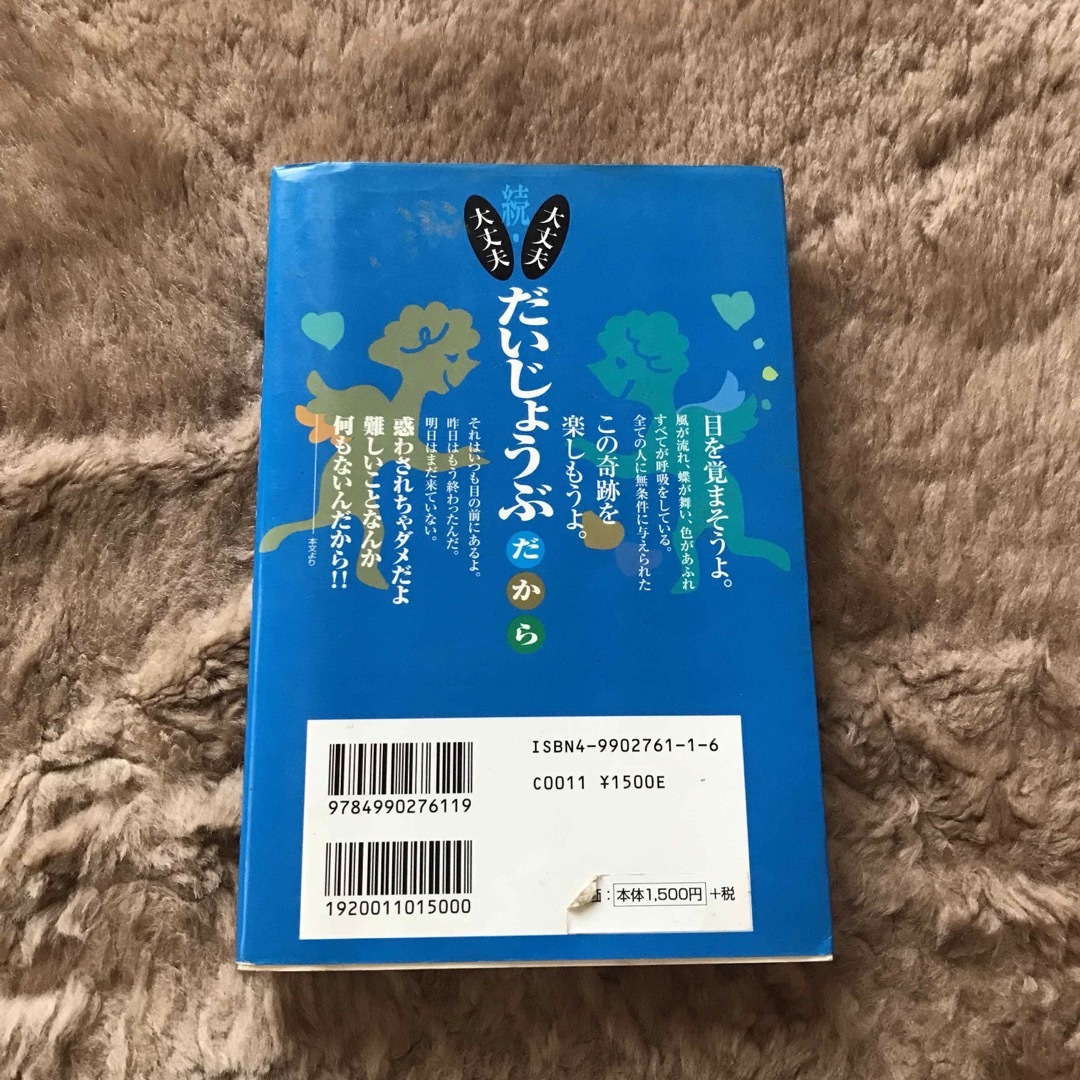 続・
大丈夫
大丈夫
だいじょうぶだから
目を覚まそうよ。
風が流れ、蝶が舞い、色があふれ
すべてが呼吸をしている。
全ての人に無条件に与えられた
この奇跡を
楽しもうよ。
それはいつも目の前にあるよ。
昨日はもう終わったんだ。
明日はまだ来ていない。
惑わされちゃダメだよ
難しいことなんか
何もないんだから!!
本文より
ISBN4-9902761-1-6
C0011 ¥1500E
9784990276119
1920011015000
価：本体1,500円+税